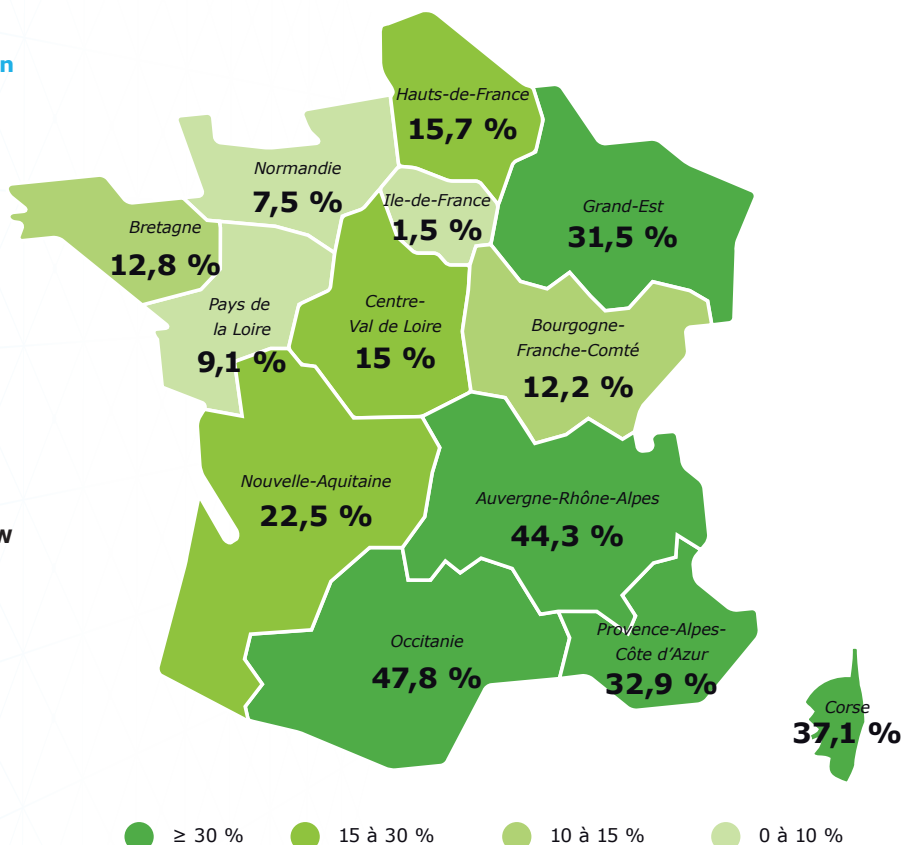 n
Hauts-de-France
15,7 %
Normandie
7,5 %
Ile-de-France
1,5 %
Grand-Est
31,5 %
Bretagne
12,8 %
Pays de
la Loire
9,1 %
Centre-
Val de Loire
15 %
Bourgogne-
Franche-Comté
12,2 %
Nouvelle-Aquitaine
22,5 %
Auvergne-Rhône-Alpes
44,3 %
w
Occitanie
47,8 %
Provence-Alpes-
Côte d’Azur
32,9 %
Corse
37,1 %
≥ 30 %
15 à 30 %
10 à 15 %
0 à 10 %